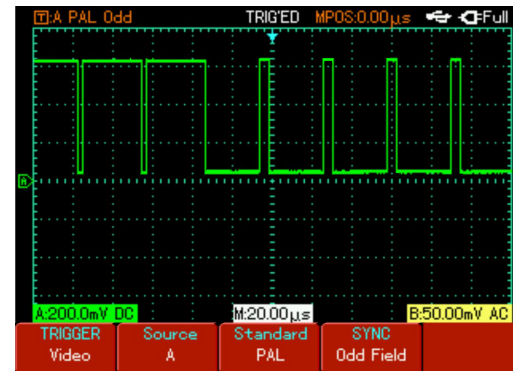 T:A PAL Odd TRIG'ED MPOS:0.00μs Full
A
A:200.0mV DC M:20.00μs B:50.00mV AC
TRIGGER Source Standard SYNC
Video A PAL Odd Field